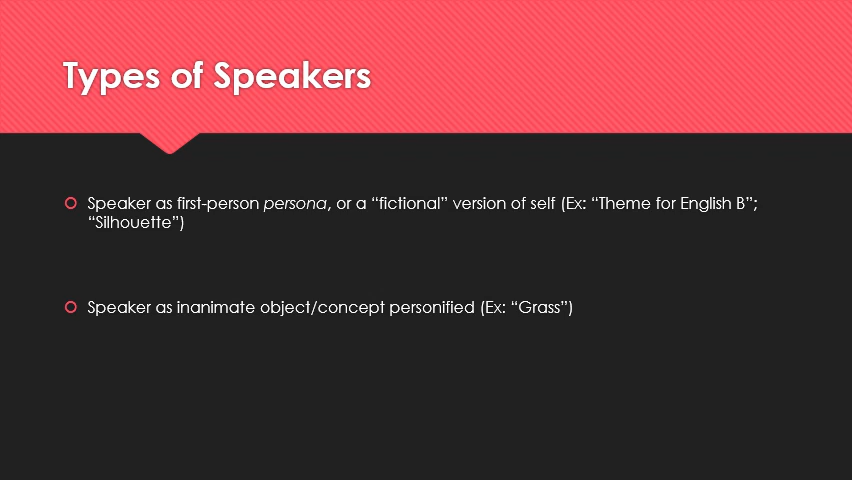 Types of Speakers
Speaker as first-person persona, or a “fictional” version of self (Ex: “Theme for English B”;
“Silhouette”)
Speaker as inanimate object/concept personified (Ex: “Grass”)